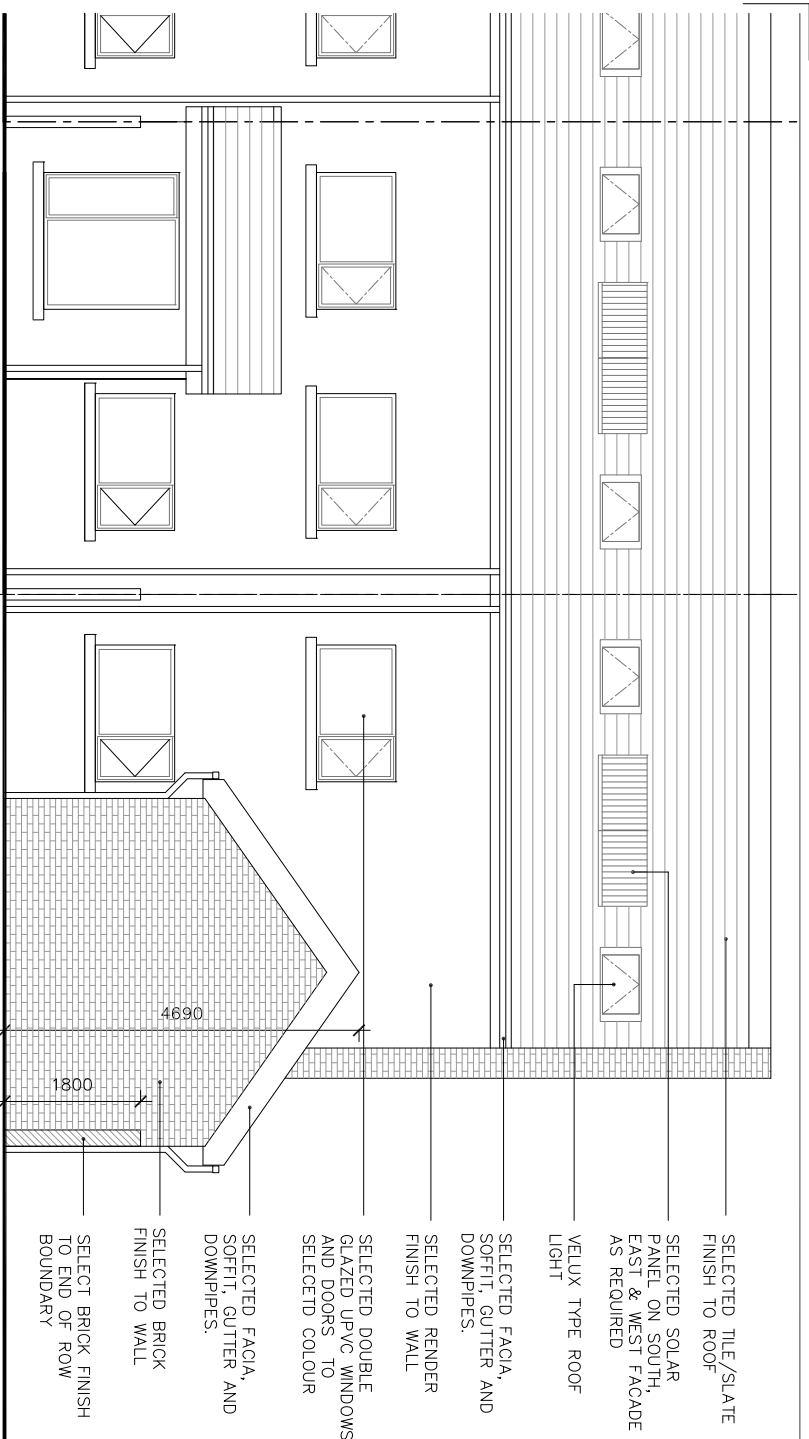 SELECTED TILE/SLATE
FINISH TO ROOF
SELECTED SOLAR
PANEL ON SOUTH,
EAST & WEST FACADE
AS REQUIRED
VELUX TYPE ROOF
LIGHT
SELECTED FACIA,
SOFFIT, GUTTER AND
DOWNPIPES.
SELECTED RENDER
FINISH TO WALL
SELECTED DOUBLE
GLAZED UPVC WINDOWS
AND DOORS TO
SELECETD COLOUR
SELECTED FACIA,
SOFFIT, GUTTER AND
DOWNPIPES.
SELECTED BRICK
FINISH TO WALL
SELECT BRICK FINISH
TO END OF ROW
BOUNDARY
4690
1800